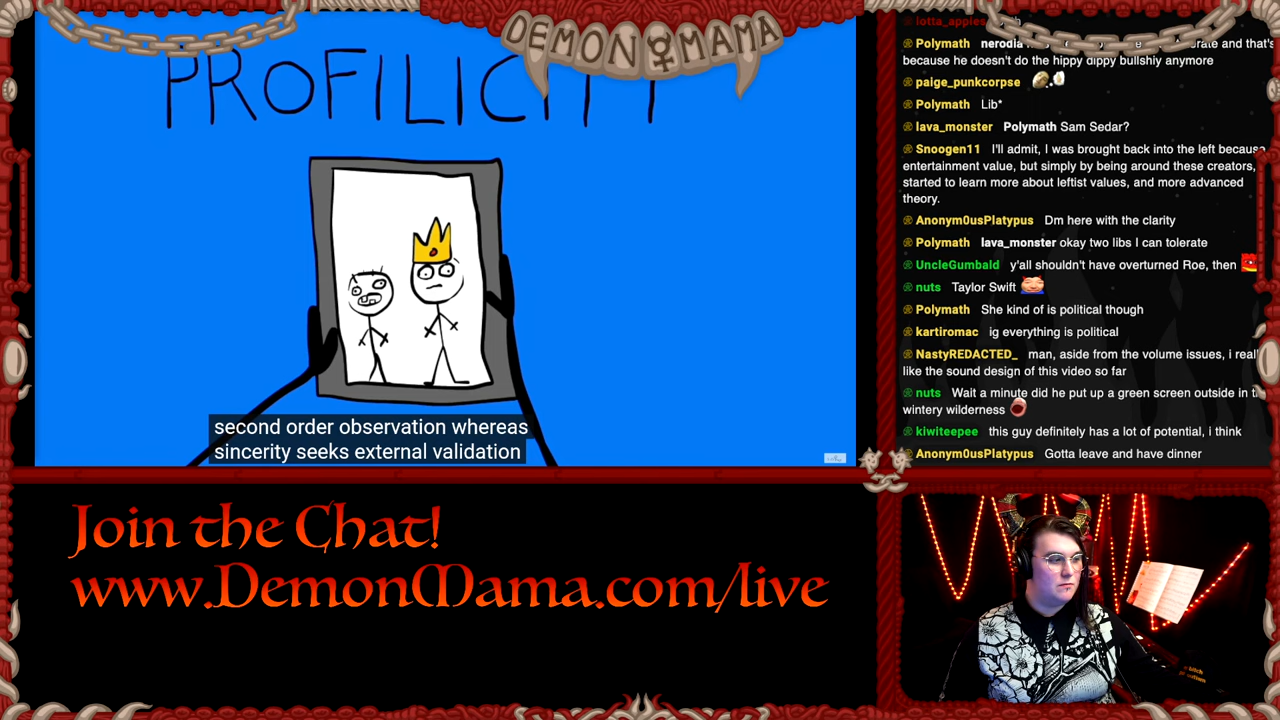 DEMON MAMA
PROFILICITY
second order observation whereas
sincerity seeks external validation
lotta_apples
Polymath nerodia
because he doesn't do the hippy dippy bullshiy anymore
paige_punkcorpse
Polymath Lib*
lava_monster Polymath Sam Sedar?
Snoogen11 I'll admit, I was brought back into the left because
entertainment value, but simply by being around these creators,
started to learn more about leftist values, and more advanced
theory.
Anonym0usPlatypus Dm here with the clarity
Polymath lava_monster okay two libs I can tolerate
UncleGumbald y'all shouldn't have overturned Roe, then
nuts Taylor Swift
Polymath She kind of is political though
kartiromac ig everything is political
NastyREDACTED_ man, aside from the volume issues, i real
like the sound design of this video so far
nuts Wait a minute did he put up a green screen outside in t
wintery wilderness
kiwiteepee this guy definitely has a lot of potential, i think
Anonym0usPlatypus Gotta leave and have dinner
Join the Chat!
www.DemonMama.com/live